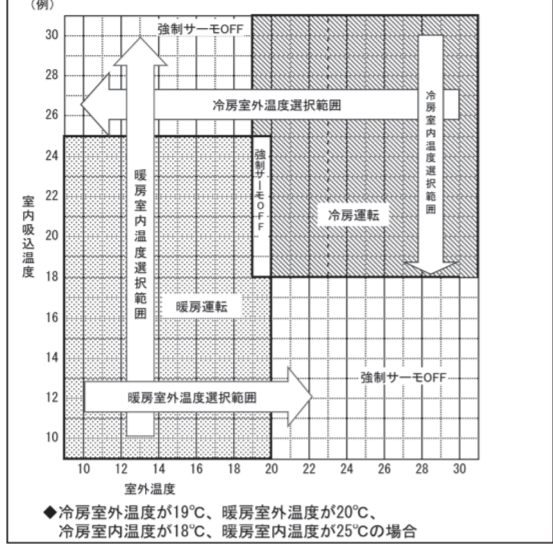 (例)
強制サーモOFF
30
28
26
24
22
20
18
16
14
12
10
室内吸込温度
冷房室外温度選択範囲
冷房室内温度選択範囲
強制サーモOFF
暖房室内温度選択範囲
冷房運転
暖房運転
強制サーモOFF
暖房室外温度選択範囲
10 12 14 16 18 20 22 24 26 28 30
室外温度
◆冷房室外温度が19℃、暖房室外温度が20℃、
冷房室内温度が18℃、暖房室内温度が25℃の場合